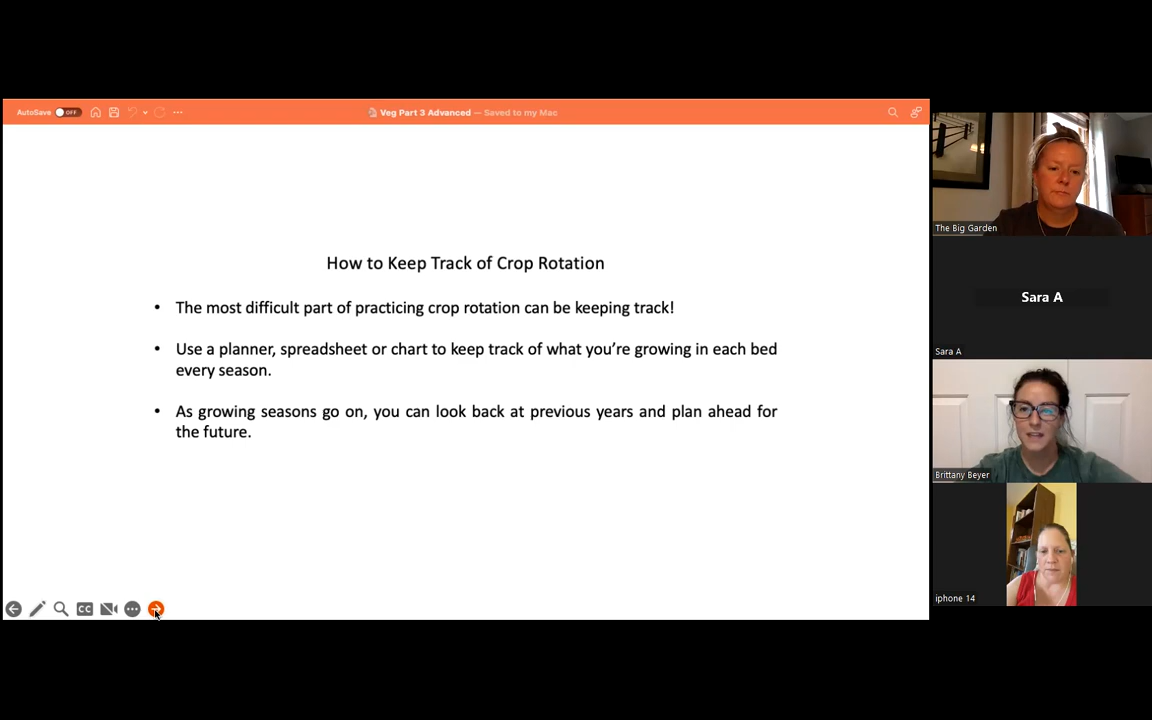 AutoSave OFF
Veg Part 3 Advanced — Saved to my Mac
How to Keep Track of Crop Rotation
• The most difficult part of practicing crop rotation can be keeping track!
• Use a planner, spreadsheet or chart to keep track of what you're growing in each bed
every season.
• As growing seasons go on, you can look back at previous years and plan ahead for
the future.
CC
The Big Garden
Sara A
Sara A
Brittany Beyer
iphone 14